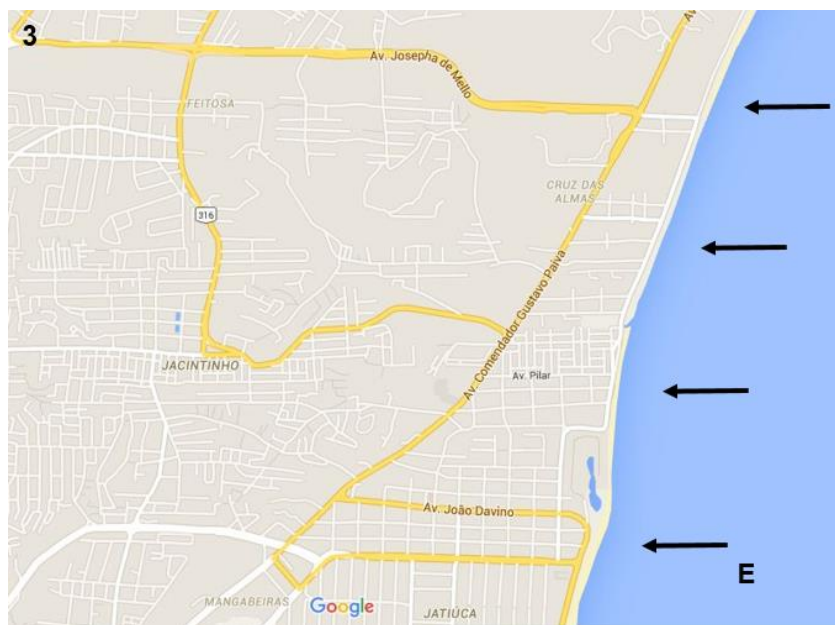 3
Av. Josepha de Mello
Av
FEITOSA
CRUZ DAS
ALMAS
316
Av. Comendador Gustavo Paiva
JACINTINHO
Av. Pilar
Av. João Davino
E
MANGABEIRAS
Google
JATIÚCA